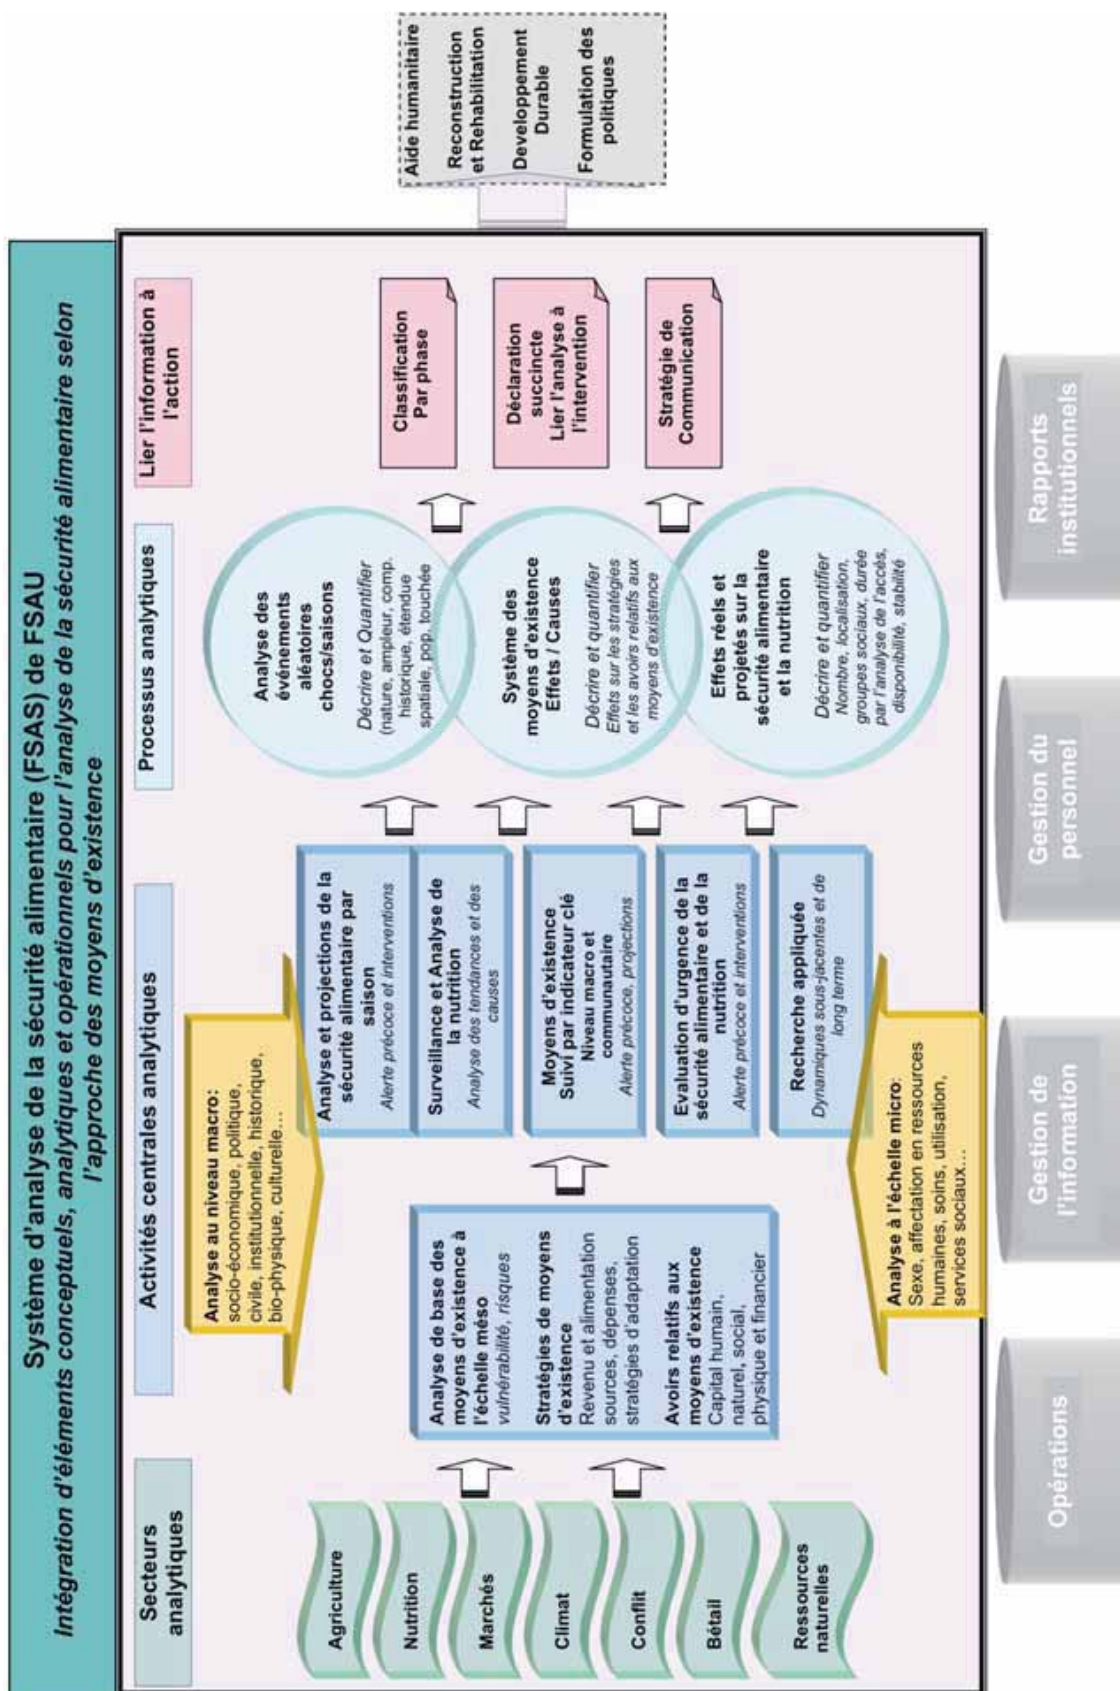 Système d'analyse de la sécurité alimentaire (FSAS) de FSAU
Intégration d'éléments conceptuels, analytiques et opérationnels pour l'analyse de la sécurité alimentaire selon
l'approche des moyens d'existence
Secteurs
analytiques
Agriculture
Nutrition
Marchés
Climat
Conflit
Bétail
Ressources
naturelles
Activités centrales analytiques
Analyse au niveau macro:
socio-économique, politique,
civile, institutionnelle, historique,
bio-physique, culturelle…
Analyse de base des
moyens d'existence à
l'échelle méso
vulnérabilité, risques
Stratégies de moyens
d'existence
Revenu et alimentation
sources, dépenses,
stratégies d'adaptation
Avoirs relatifs aux
moyens d'existence
Capital humain,
naturel, social,
physique et financier
Analyse et projections de la
sécurité alimentaire par
saison
Alerte précoce et interventions
Surveillance et Analyse de
la nutrition
Analyse des tendances et des
causes
Moyens d'existence
Suivi par indicateur clé
Niveau macro et
communautaire
Alerte précoce, projections
Evaluation d'urgence de la
sécurité alimentaire et de la
nutrition
Alerte précoce et interventions
Recherche appliquée
Dynamiques sous-jacentes et de
long terme
Analyse à l'échelle micro:
Sexe, affectation en ressources
humaines, soins, utilisation,
services sociaux…
Processus analytiques
Analyse des
événements
aléatoires
chocs/saisons
Décrire et Quantifier
(nature, ampleur, comp.
historique, étendue
spatiale, pop. touchée
Système des
moyens d'existence
Effets / Causes
Décrire et quantifier
Effets sur les stratégies
et les avoirs relatifs aux
moyens d'existence
Effets réels et
projetés sur la
sécurité alimentaire
et la nutrition
Décrire et quantifier
Nombre, localisation,
groupes sociaux, durée
par l'analyse de l'accès,
disponibilité, stabilité
Lier l'information à
l'action
Classification
Par phase
Déclaration
succincte
Lier l'analyse à
l'intervention
Stratégie de
Communication
Aide humanitaire
Reconstruction
et Rehabilitation
Developpement
Durable
Formulation des
politiques
Opérations
Gestion de
l'information
Gestion du
personnel
Rapports
institutionnels